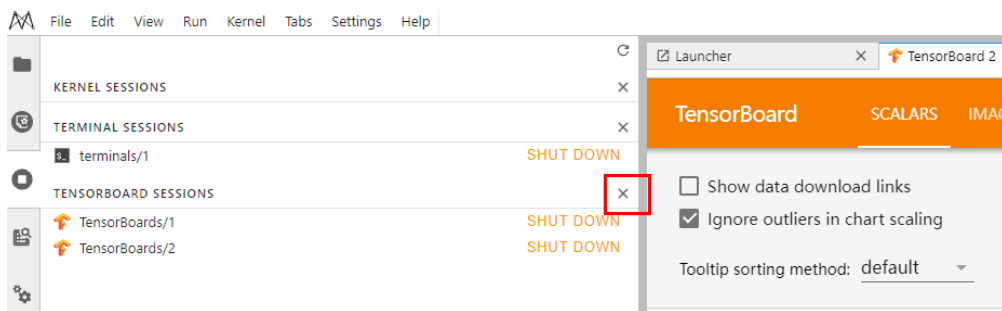 File Edit View Run Kernel Tabs Settings Help
KERNEL SESSIONS
TERMINAL SESSIONS
terminals/1 SHUT DOWN
TENSORBOARD SESSIONS
TensorBoards/1 SHUT DOWN
TensorBoards/2 SHUT DOWN
Launcher TensorBoard 2
TensorBoard SCALARS IMAG
Show data download links
Ignore outliers in chart scaling
Tooltip sorting method: default